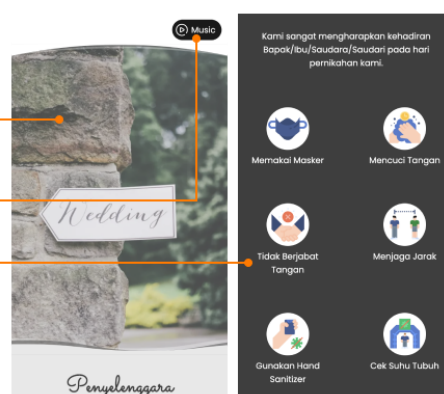 Music
Wedding
Penyelenggara
Kami sangat mengharapkan kehadiran
Bapak/Ibu/Saudara/Saudari pada hari
pernikahan kami.
Memakai Masker
Mencuci Tangan
Tidak Berjabat
Tangan
Menjaga Jarak
Gunakan Hand
Sanitizer
Cek Suhu Tubuh